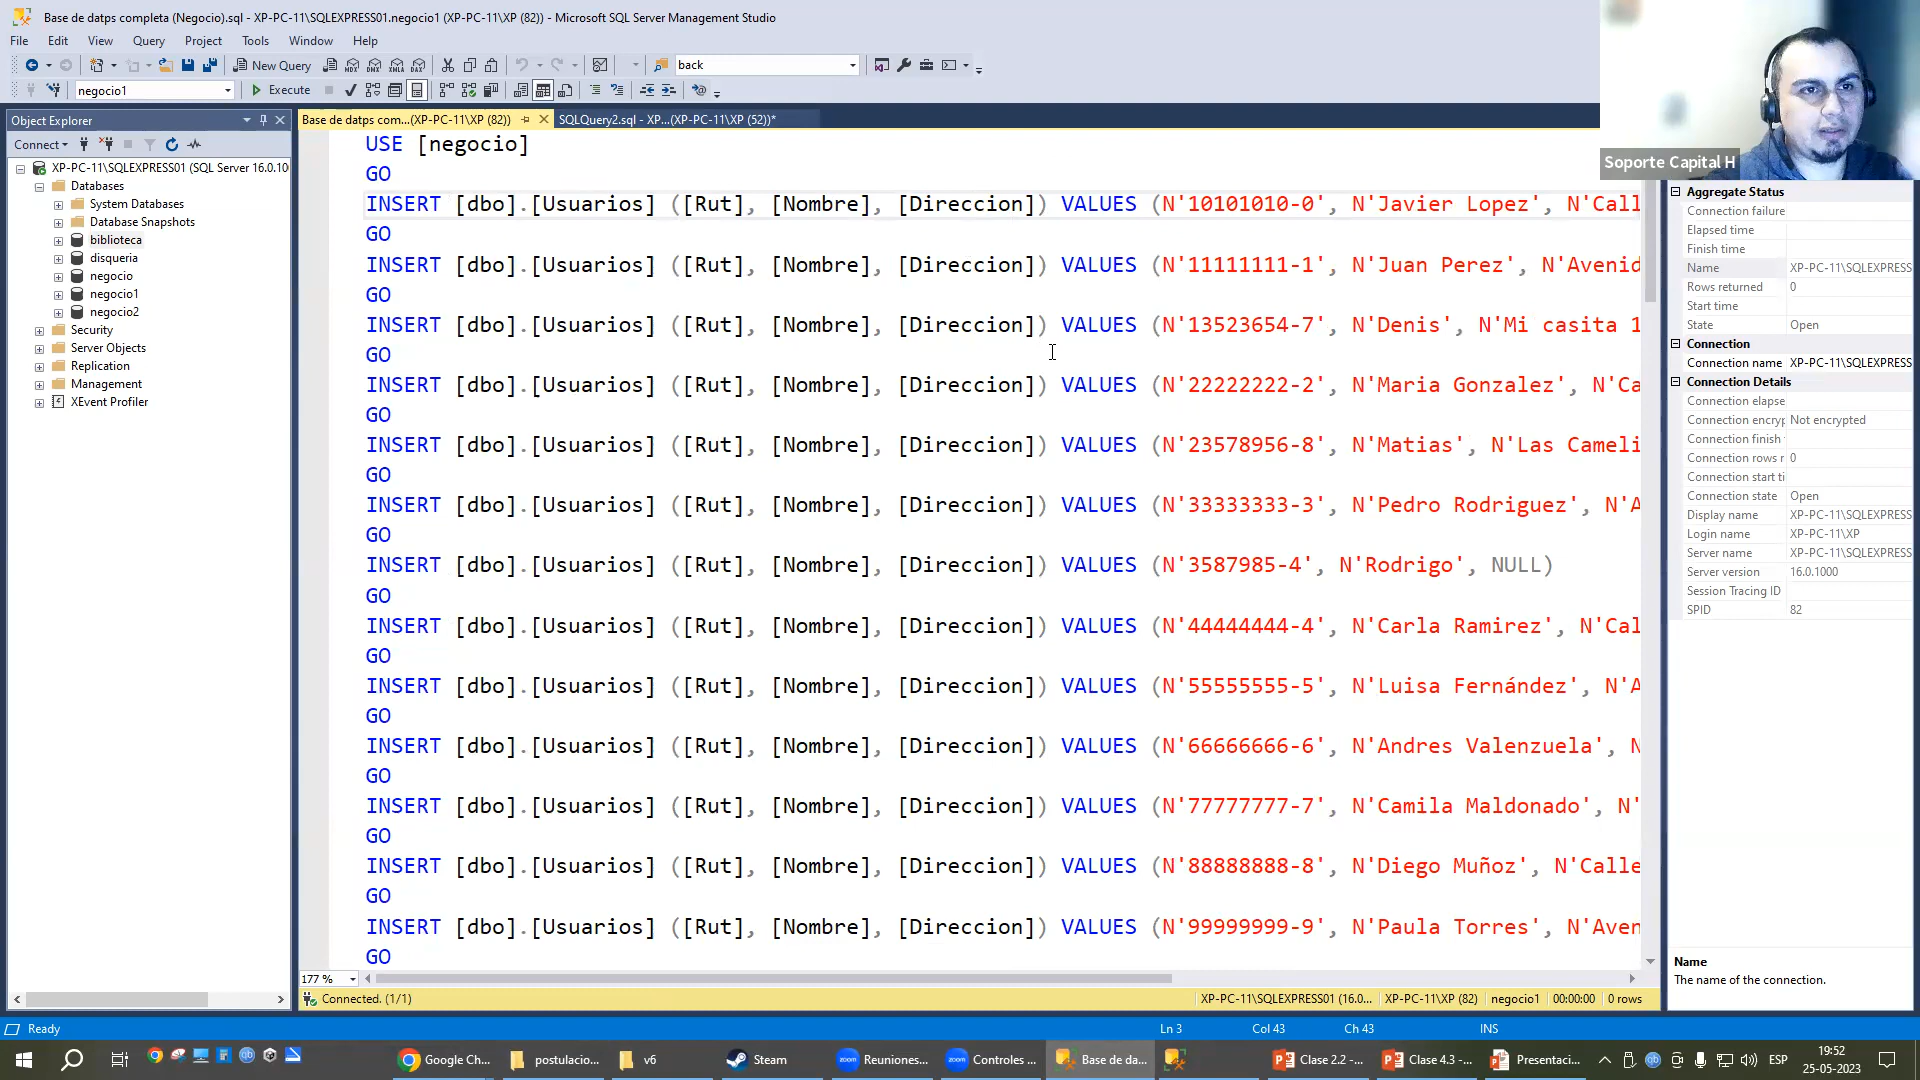 Base de datps completa (Negocio).sql - XP-PC-11\SQLEXPRESS01.negocio1 (XP-PC-11\XP (82)) - Microsoft SQL Server Management Studio
File Edit View Query Project Tools Window Help
New Query
back
negocio1
Execute
Soporte Capital H
Object Explorer
Base de datps com...(XP-PC-11\XP (82))
SQLQuery2.sql - XP...(XP-PC-11\XP (52))*
Connect
XP-PC-11\SQLEXPRESS01 (SQL Server 16.0.10
Databases
System Databases
Database Snapshots
biblioteca
disqueria
negocio
negocio1
negocio2
Security
Server Objects
Replication
Management
XEvent Profiler
USE [negocio]
GO
INSERT [dbo].[Usuarios] ([Rut], [Nombre], [Direccion]) VALUES (N'10101010-0', N'Javier Lopez', N'Call
GO
INSERT [dbo].[Usuarios] ([Rut], [Nombre], [Direccion]) VALUES (N'11111111-1', N'Juan Perez', N'Avenid
GO
INSERT [dbo].[Usuarios] ([Rut], [Nombre], [Direccion]) VALUES (N'13523654-7', N'Denis', N'Mi casita 1
GO
INSERT [dbo].[Usuarios] ([Rut], [Nombre], [Direccion]) VALUES (N'22222222-2', N'Maria Gonzalez', N'Ca
GO
INSERT [dbo].[Usuarios] ([Rut], [Nombre], [Direccion]) VALUES (N'23578956-8', N'Matias', N'Las Cameli
GO
INSERT [dbo].[Usuarios] ([Rut], [Nombre], [Direccion]) VALUES (N'33333333-3', N'Pedro Rodriguez', N'A
GO
INSERT [dbo].[Usuarios] ([Rut], [Nombre], [Direccion]) VALUES (N'3587985-4', N'Rodrigo', NULL)
GO
INSERT [dbo].[Usuarios] ([Rut], [Nombre], [Direccion]) VALUES (N'44444444-4', N'Carla Ramirez', N'Cal
GO
INSERT [dbo].[Usuarios] ([Rut], [Nombre], [Direccion]) VALUES (N'55555555-5', N'Luisa Fernández', N'A
GO
INSERT [dbo].[Usuarios] ([Rut], [Nombre], [Direccion]) VALUES (N'66666666-6', N'Andres Valenzuela', N
GO
INSERT [dbo].[Usuarios] ([Rut], [Nombre], [Direccion]) VALUES (N'77777777-7', N'Camila Maldonado', N'
GO
INSERT [dbo].[Usuarios] ([Rut], [Nombre], [Direccion]) VALUES (N'88888888-8', N'Diego Muñoz', N'Calle
GO
INSERT [dbo].[Usuarios] ([Rut], [Nombre], [Direccion]) VALUES (N'99999999-9', N'Paula Torres', N'Aven
GO
177 %
Connected. (1/1)
XP-PC-11\SQLEXPRESS01 (16.0... XP-PC-11\XP (82) negocio1 00:00:00 0 rows
Aggregate Status
Connection failure
Elapsed time
Finish time
Name XP-PC-11\SQLEXPRESS
Rows returned 0
Start time
State Open
Connection
Connection name XP-PC-11\SQLEXPRESS
Connection Details
Connection elapse
Connection encryp Not encrypted
Connection finish
Connection rows r 0
Connection start ti
Connection state Open
Display name XP-PC-11\SQLEXPRESS
Login name XP-PC-11\XP
Server name XP-PC-11\SQLEXPRESS
Server version 16.0.1000
Session Tracing ID
SPID 82
Name
The name of the connection.
Ready
Ln 3 Col 43 Ch 43 INS
Google Ch... postulacio... v6 Steam Reuniones... Controles ... Base de da... Clase 2.2 -... Clase 4.3 -... Presentaci...
ESP
19:52
25-05-2023